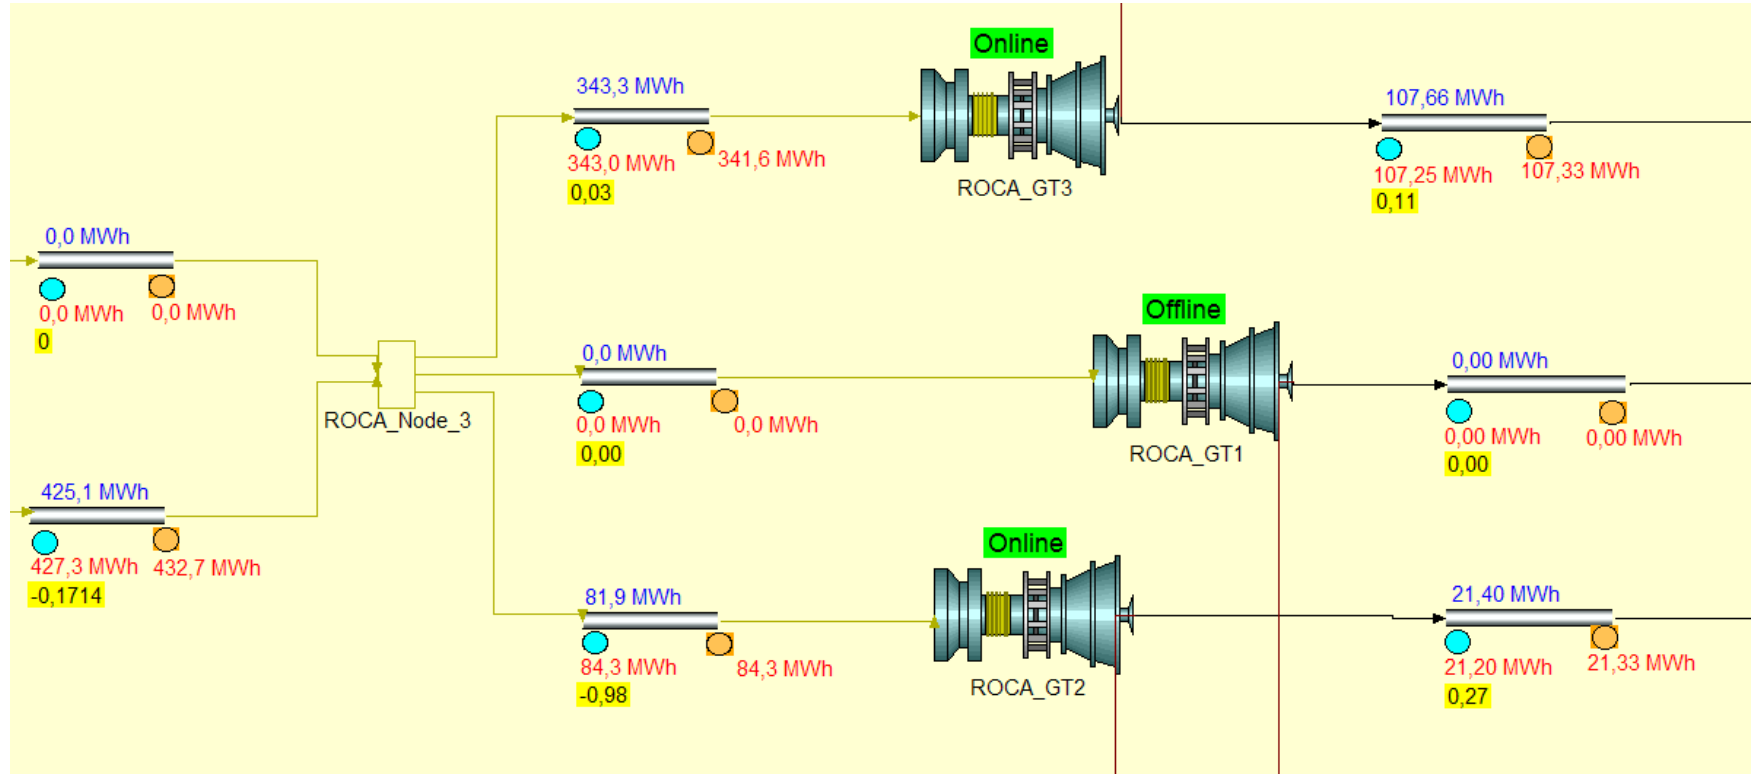 Online
343,3 MWh
343,0 MWh
341,6 MWh
0,03
ROCA_GT3
107,66 MWh
107,25 MWh
107,33 MWh
0,11
0,0 MWh
0,0 MWh
0,0 MWh
0
ROCA_Node_3
Offline
0,0 MWh
0,0 MWh
0,0 MWh
0,00
ROCA_GT1
0,00 MWh
0,00 MWh
0,00 MWh
0,00
425,1 MWh
427,3 MWh
432,7 MWh
-0,1714
Online
81,9 MWh
84,3 MWh
84,3 MWh
-0,98
ROCA_GT2
21,40 MWh
21,20 MWh
21,33 MWh
0,27